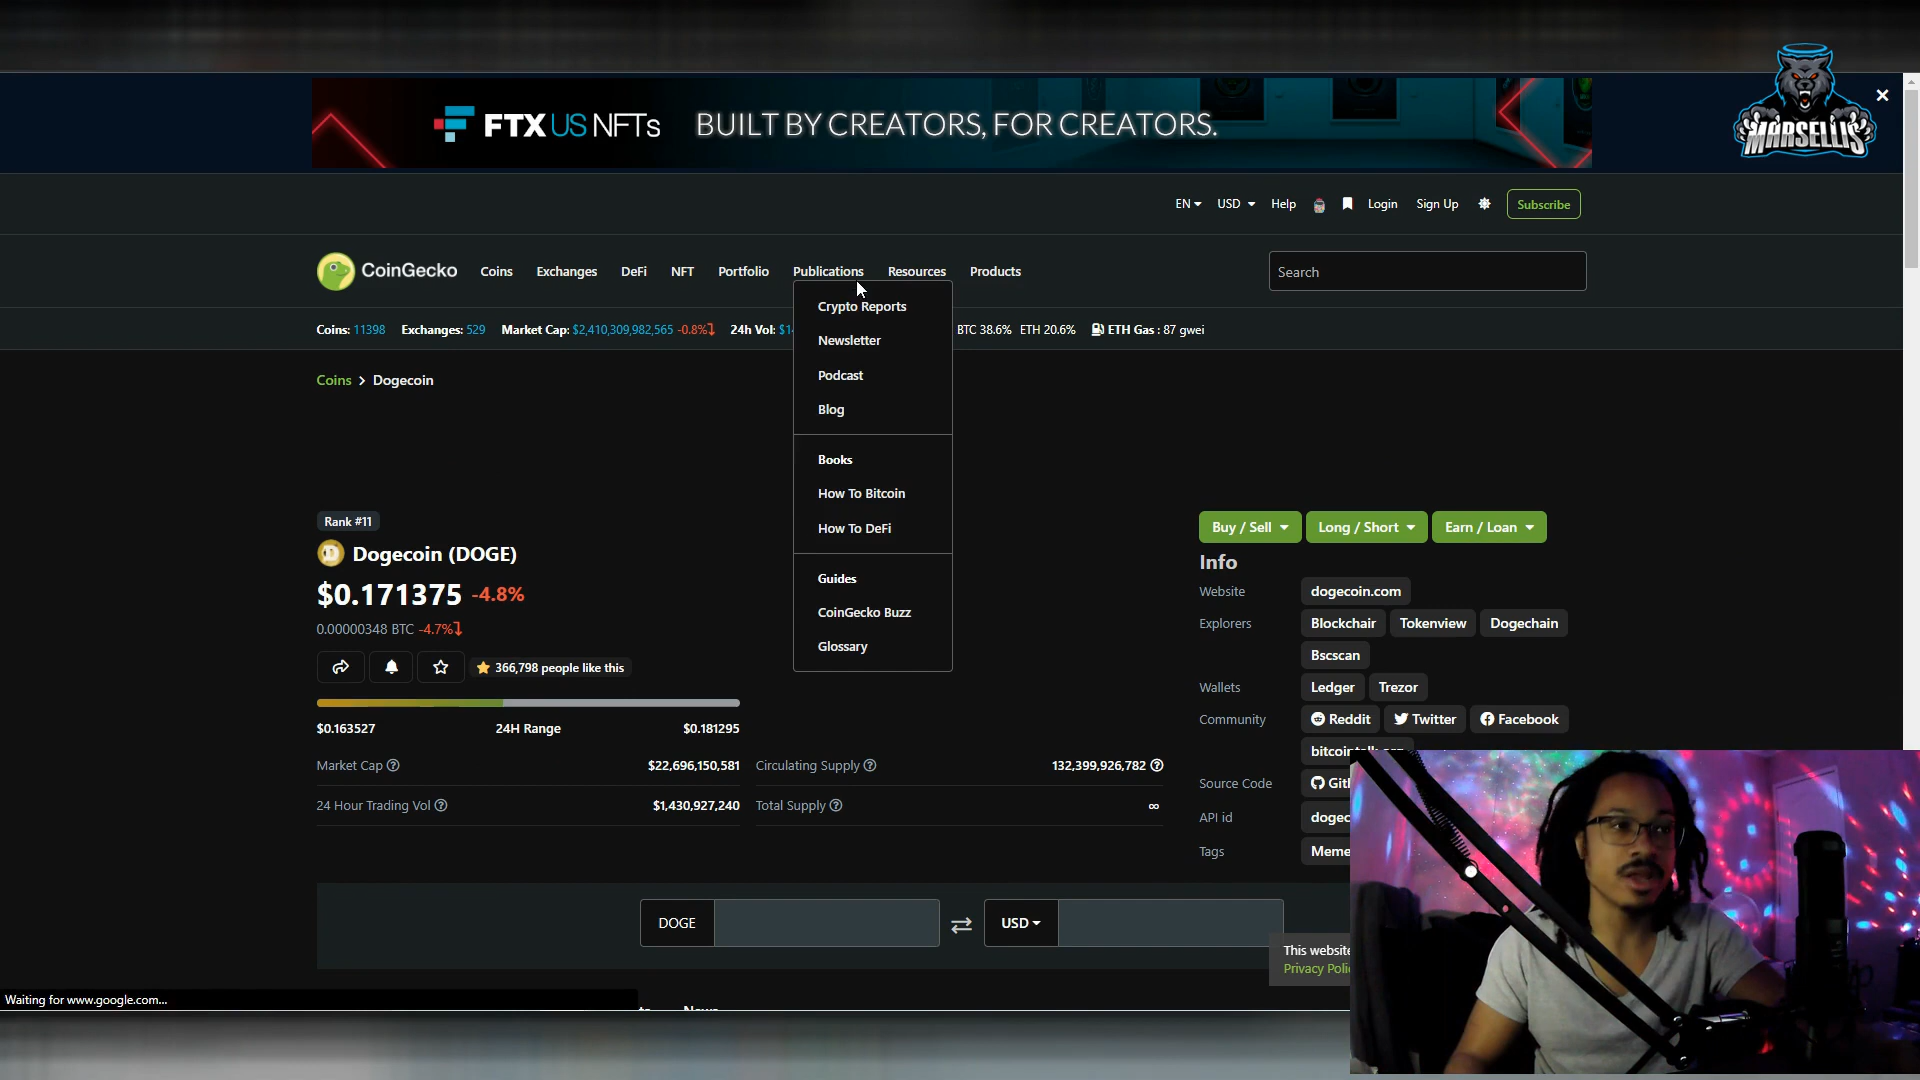 FTX US NFTs BUILT BY CREATORS, FOR CREATORS.
MARSELLIS
EN USD Help Login Sign Up Subscribe
CoinGecko Coins Exchanges DeFi NFT Portfolio Publications Resources Products Search
Coins: 11398 Exchanges: 529 Market Cap: $2,410,309,982,565 -0.8% 24h Vol: BTC 38.6% ETH 20.6% ETH Gas : 87 gwei
Crypto Reports
Newsletter
Podcast
Blog
Books
How To Bitcoin
How To DeFi
Guides
CoinGecko Buzz
Glossary
Coins > Dogecoin
Rank #11
Dogecoin (DOGE)
$0.171375 -4.8%
0.00000348 BTC -4.7%
366,798 people like this
$0.163527 24H Range $0.181295
Market Cap $22,696,150,581 Circulating Supply 132,399,926,782
24 Hour Trading Vol $1,430,927,240 Total Supply ∞
Buy / Sell Long / Short Earn / Loan
Info
Website dogecoin.com
Explorers Blockchair Tokenview Dogechain
Bscscan
Wallets Ledger Trezor
Community Reddit Twitter Facebook
Source Code
API id
Tags Meme
DOGE USD
This website
Waiting for www.google.com...